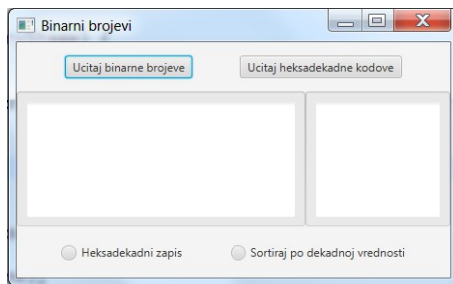 Binarni brojevi
Ucitaj binarne brojeve Ucitaj heksadekadne kodove
Heksadekadni zapis Sortiraj po dekadnoj vrednosti